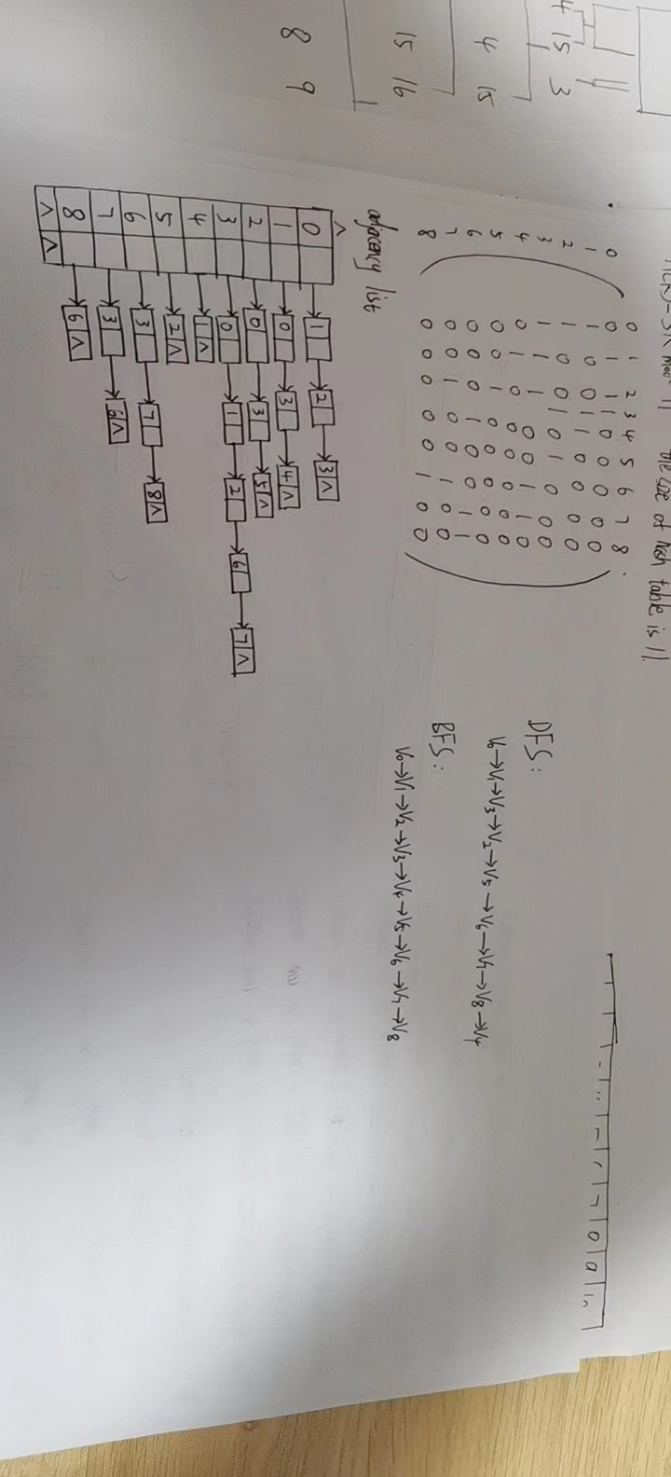 the size of hash table is 11.
4 15 3
4 15
15 16
8 9
0 1 2 3 4 5 6 7 8
0 0 1 1 1 0 0 0 0 0
1 1 0 0 1 1 0 0 0 0
2 1 0 0 1 0 1 0 0 0
3 1 1 1 0 0 0 1 1 0
4 0 1 0 0 0 0 0 0 0
5 0 0 1 0 0 0 0 0 0
6 0 0 0 1 0 0 0 1 1
7 0 0 0 1 0 0 1 0 0
8 0 0 0 0 0 0 1 0 0
DFS:
V0→V1→V3→V2→V5→V6→V7→V8→V4
BFS:
V0→V1→V2→V3→V4→V5→V6→V7→V8
adjacency list
^
0 → 1 → 2 → 3 ^
1 → 0 → 3 → 4 ^
2 → 0 → 3 → 5 ^
3 → 0 → 1 → 2 → 6 → 7 ^
4 → 1 ^
5 → 2 ^
6 → 3 → 7 → 8 ^
7 → 3 → 6 ^
8 → 6 ^
^ ^